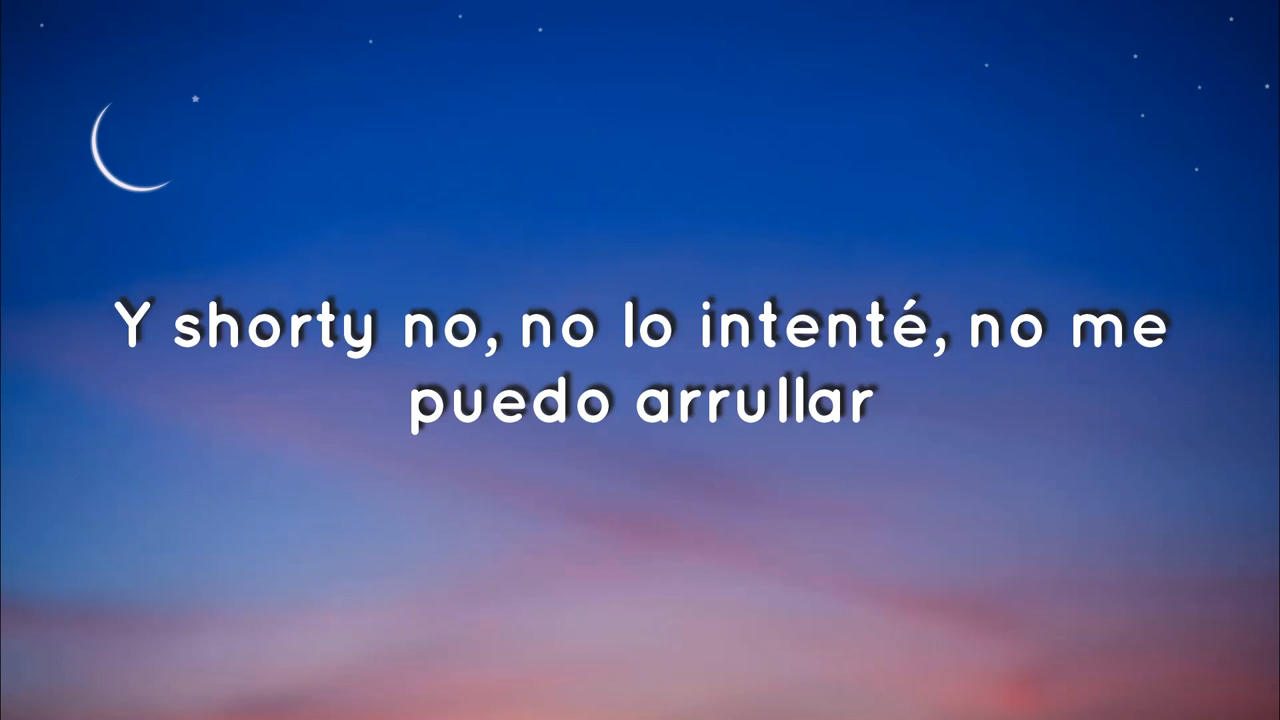 Y shorty no, no lo intenté, no me
puedo arrullar